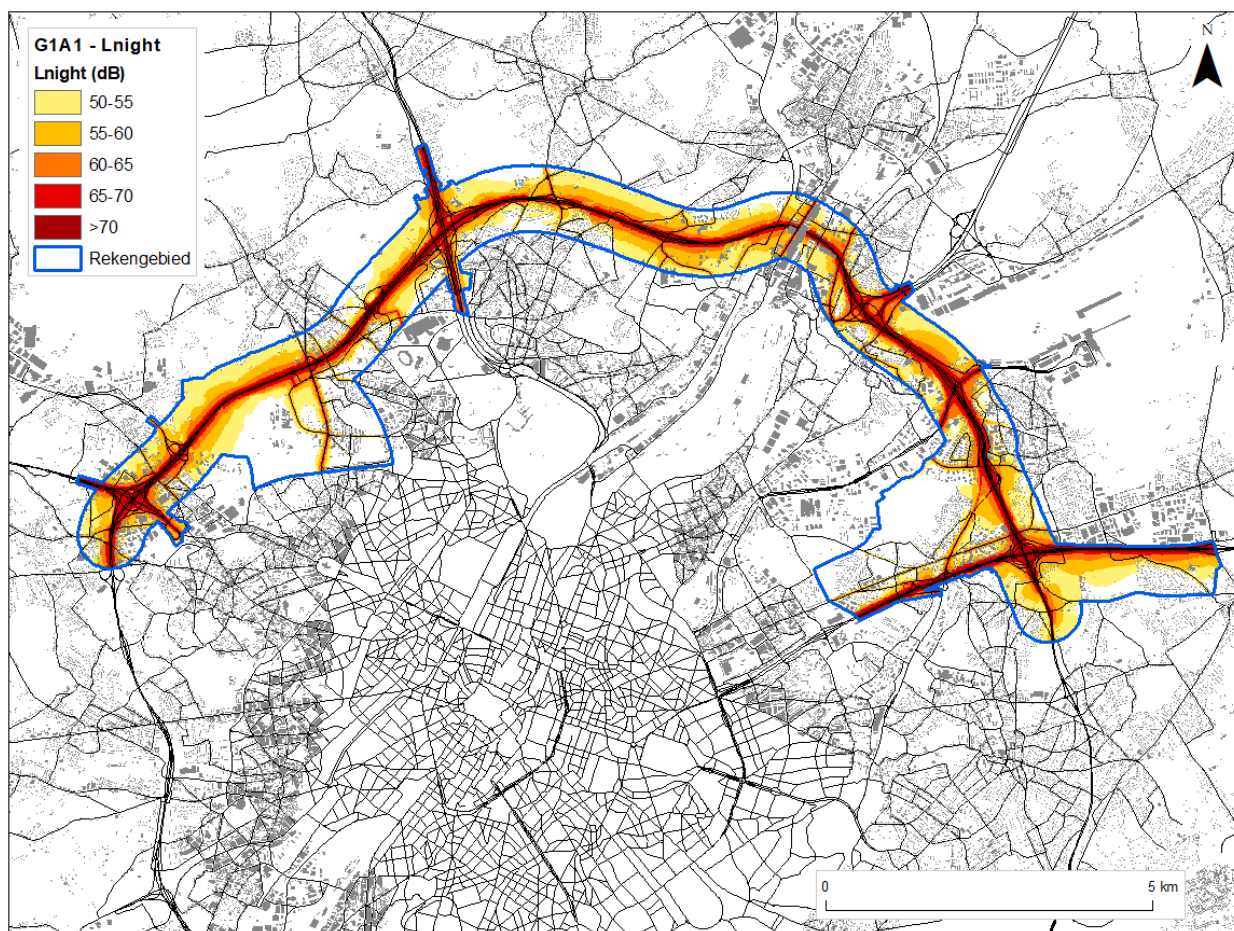 G1A1 - Lnight
Lnight (dB)
50-55
55-60
60-65
65-70
>70
Rekengebied
N
0
5 km